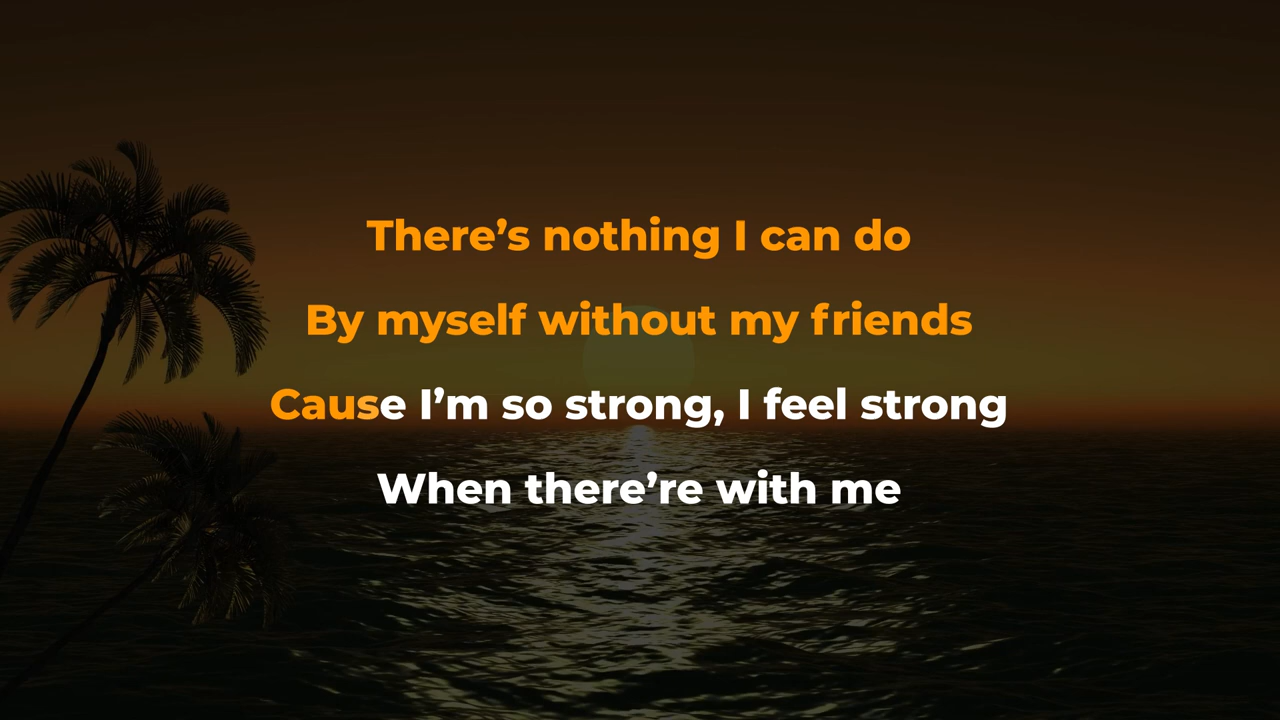 There’s nothing I can do
By myself without my friends
Cause I’m so strong, I feel strong
When there’re with me